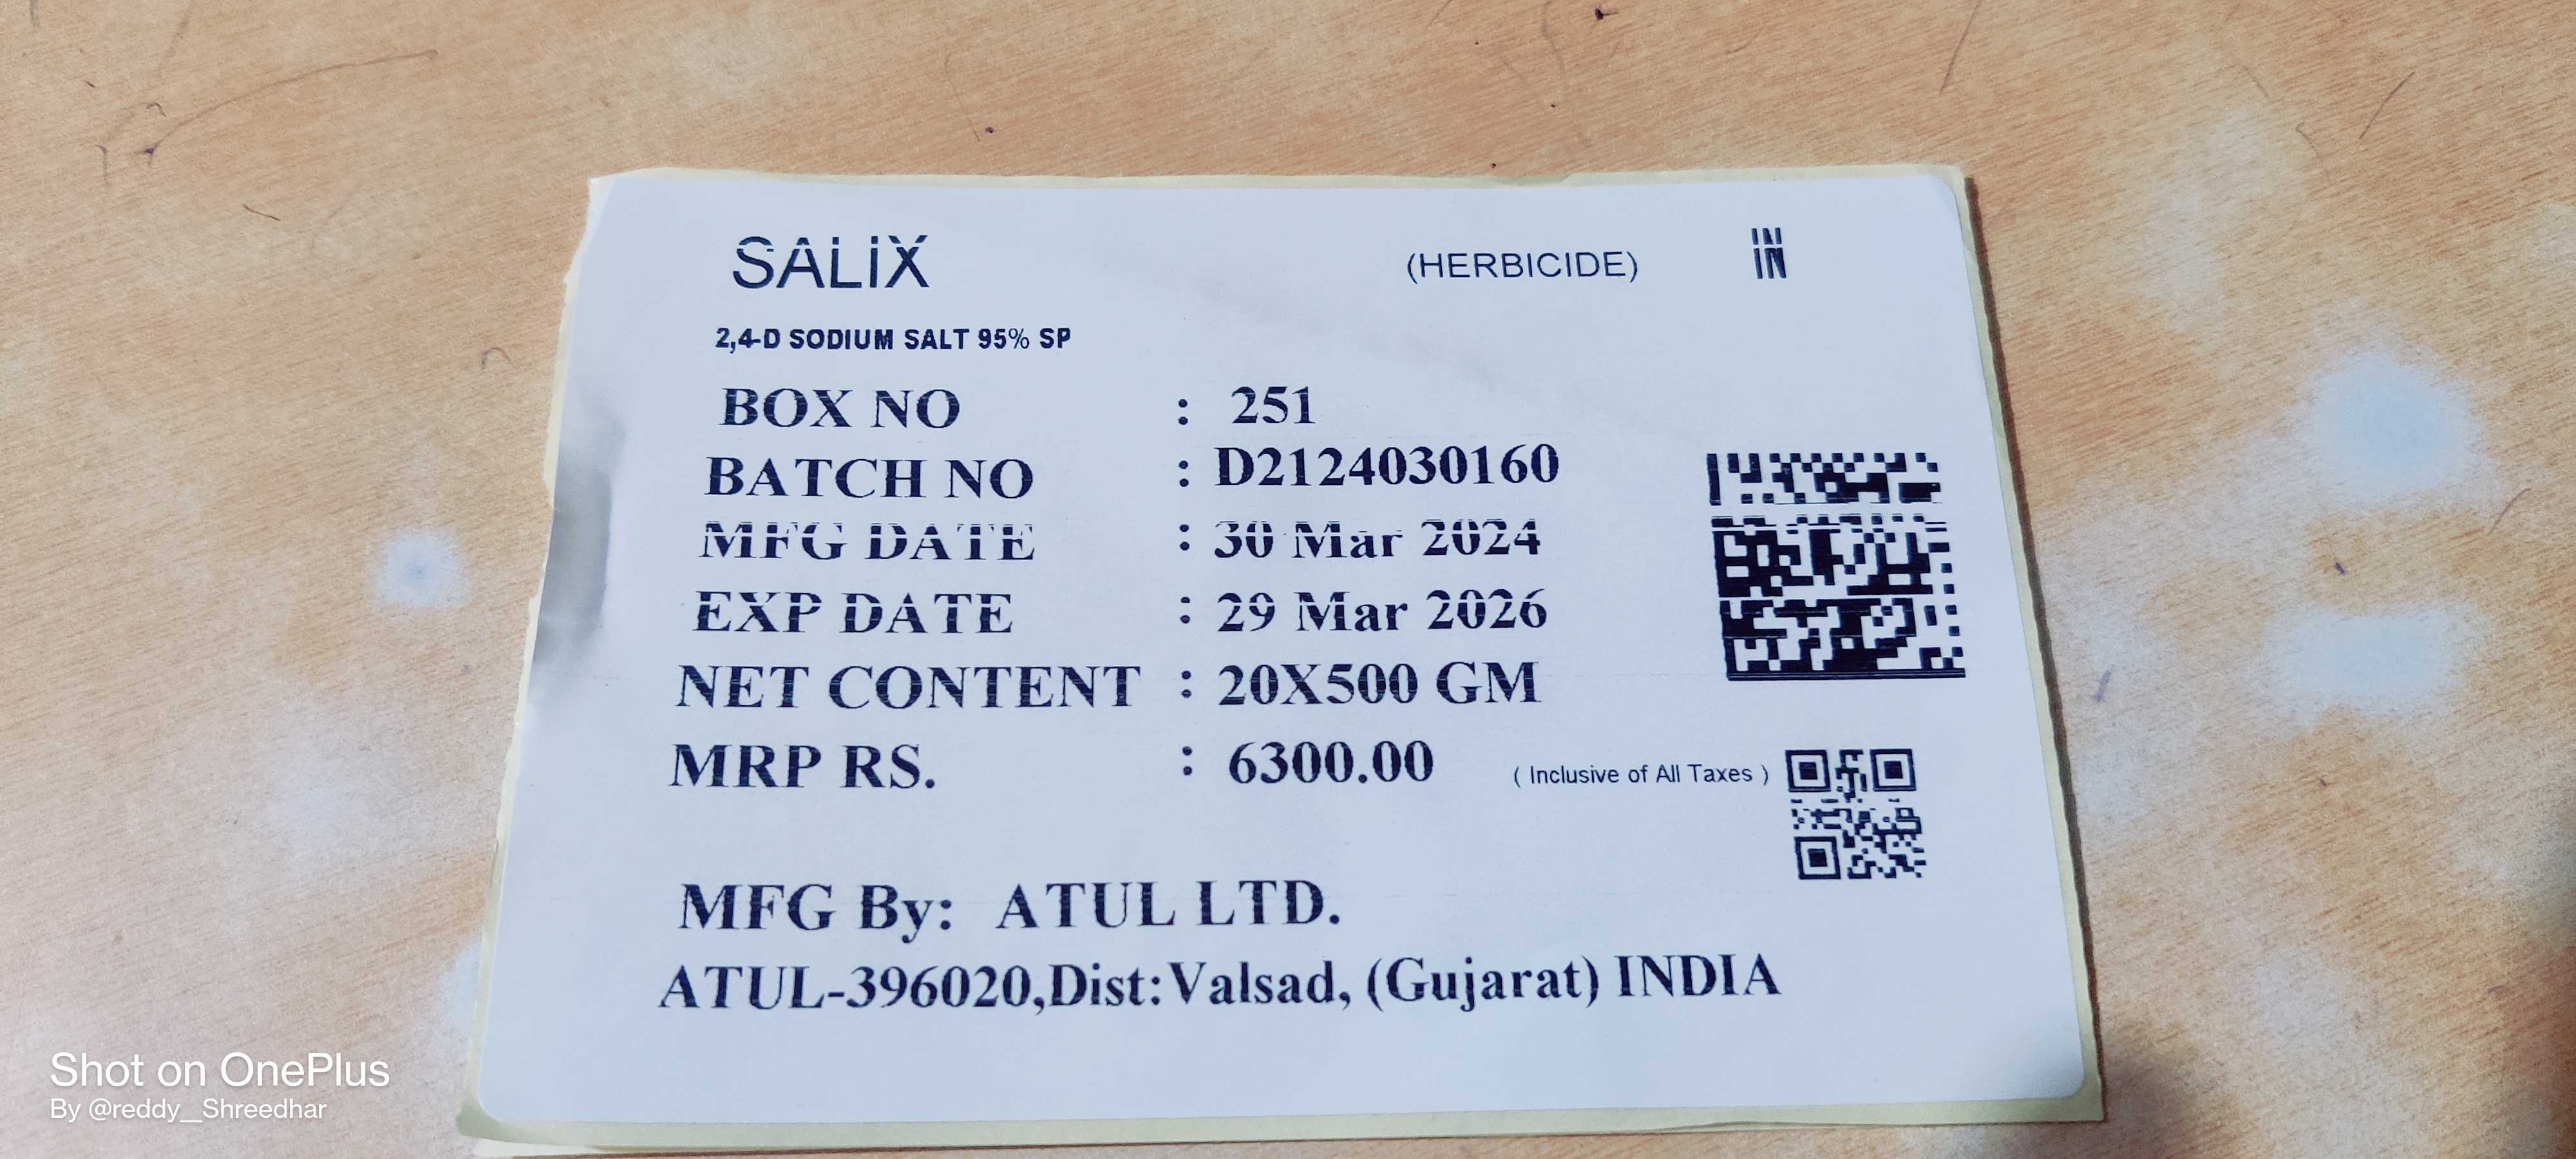 SALIX (HERBICIDE) IN
2,4-D SODIUM SALT 95% SP
BOX NO : 251
BATCH NO : D2124030160
MFG DATE : 30 Mar 2024
EXP DATE : 29 Mar 2026
NET CONTENT : 20X500 GM
MRP RS. : 6300.00 ( Inclusive of All Taxes )
MFG By: ATUL LTD.
ATUL-396020,Dist:Valsad, (Gujarat) INDIA
Shot on OnePlus
By @reddy__Shreedhar